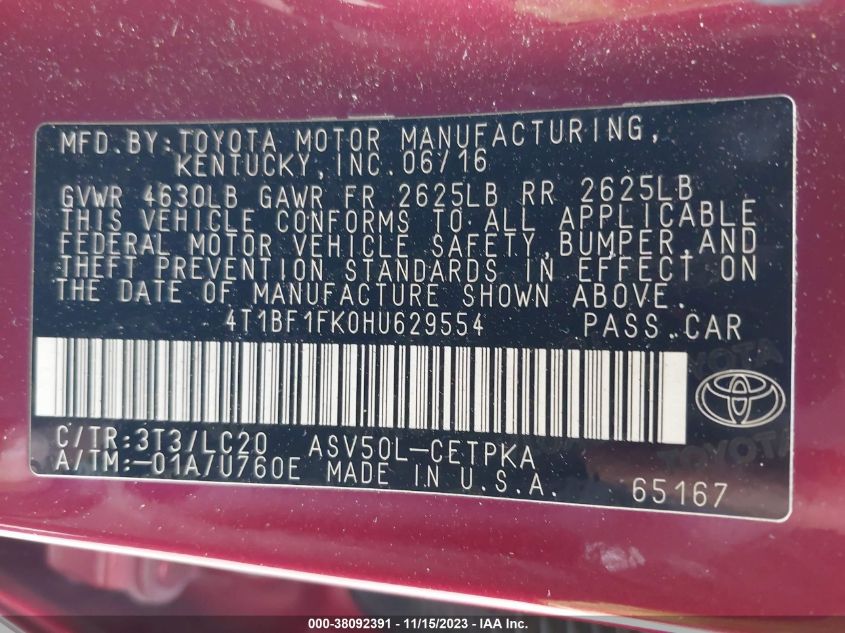 MFD. BY: TOYOTA MOTOR MANUFACTURING,
KENTUCKY, INC. 06/16
GVWR 4630LB GAWR FR 2625LB RR 2625LB
THIS VEHICLE CONFORMS TO ALL APPLICABLE
FEDERAL MOTOR VEHICLE SAFETY, BUMPER, AND
THEFT PREVENTION STANDARDS IN EFFECT ON
THE DATE OF MANUFACTURE SHOWN ABOVE.
4T1BF1FK0HU629554 PASS. CAR
TOYOTA
C/TR: 3T3/LC20 ASV50L-CETPKA
A/TM: -01A/U760E MADE IN U.S.A. 65167
000-38092391 - 11/15/2023 - IAA Inc.